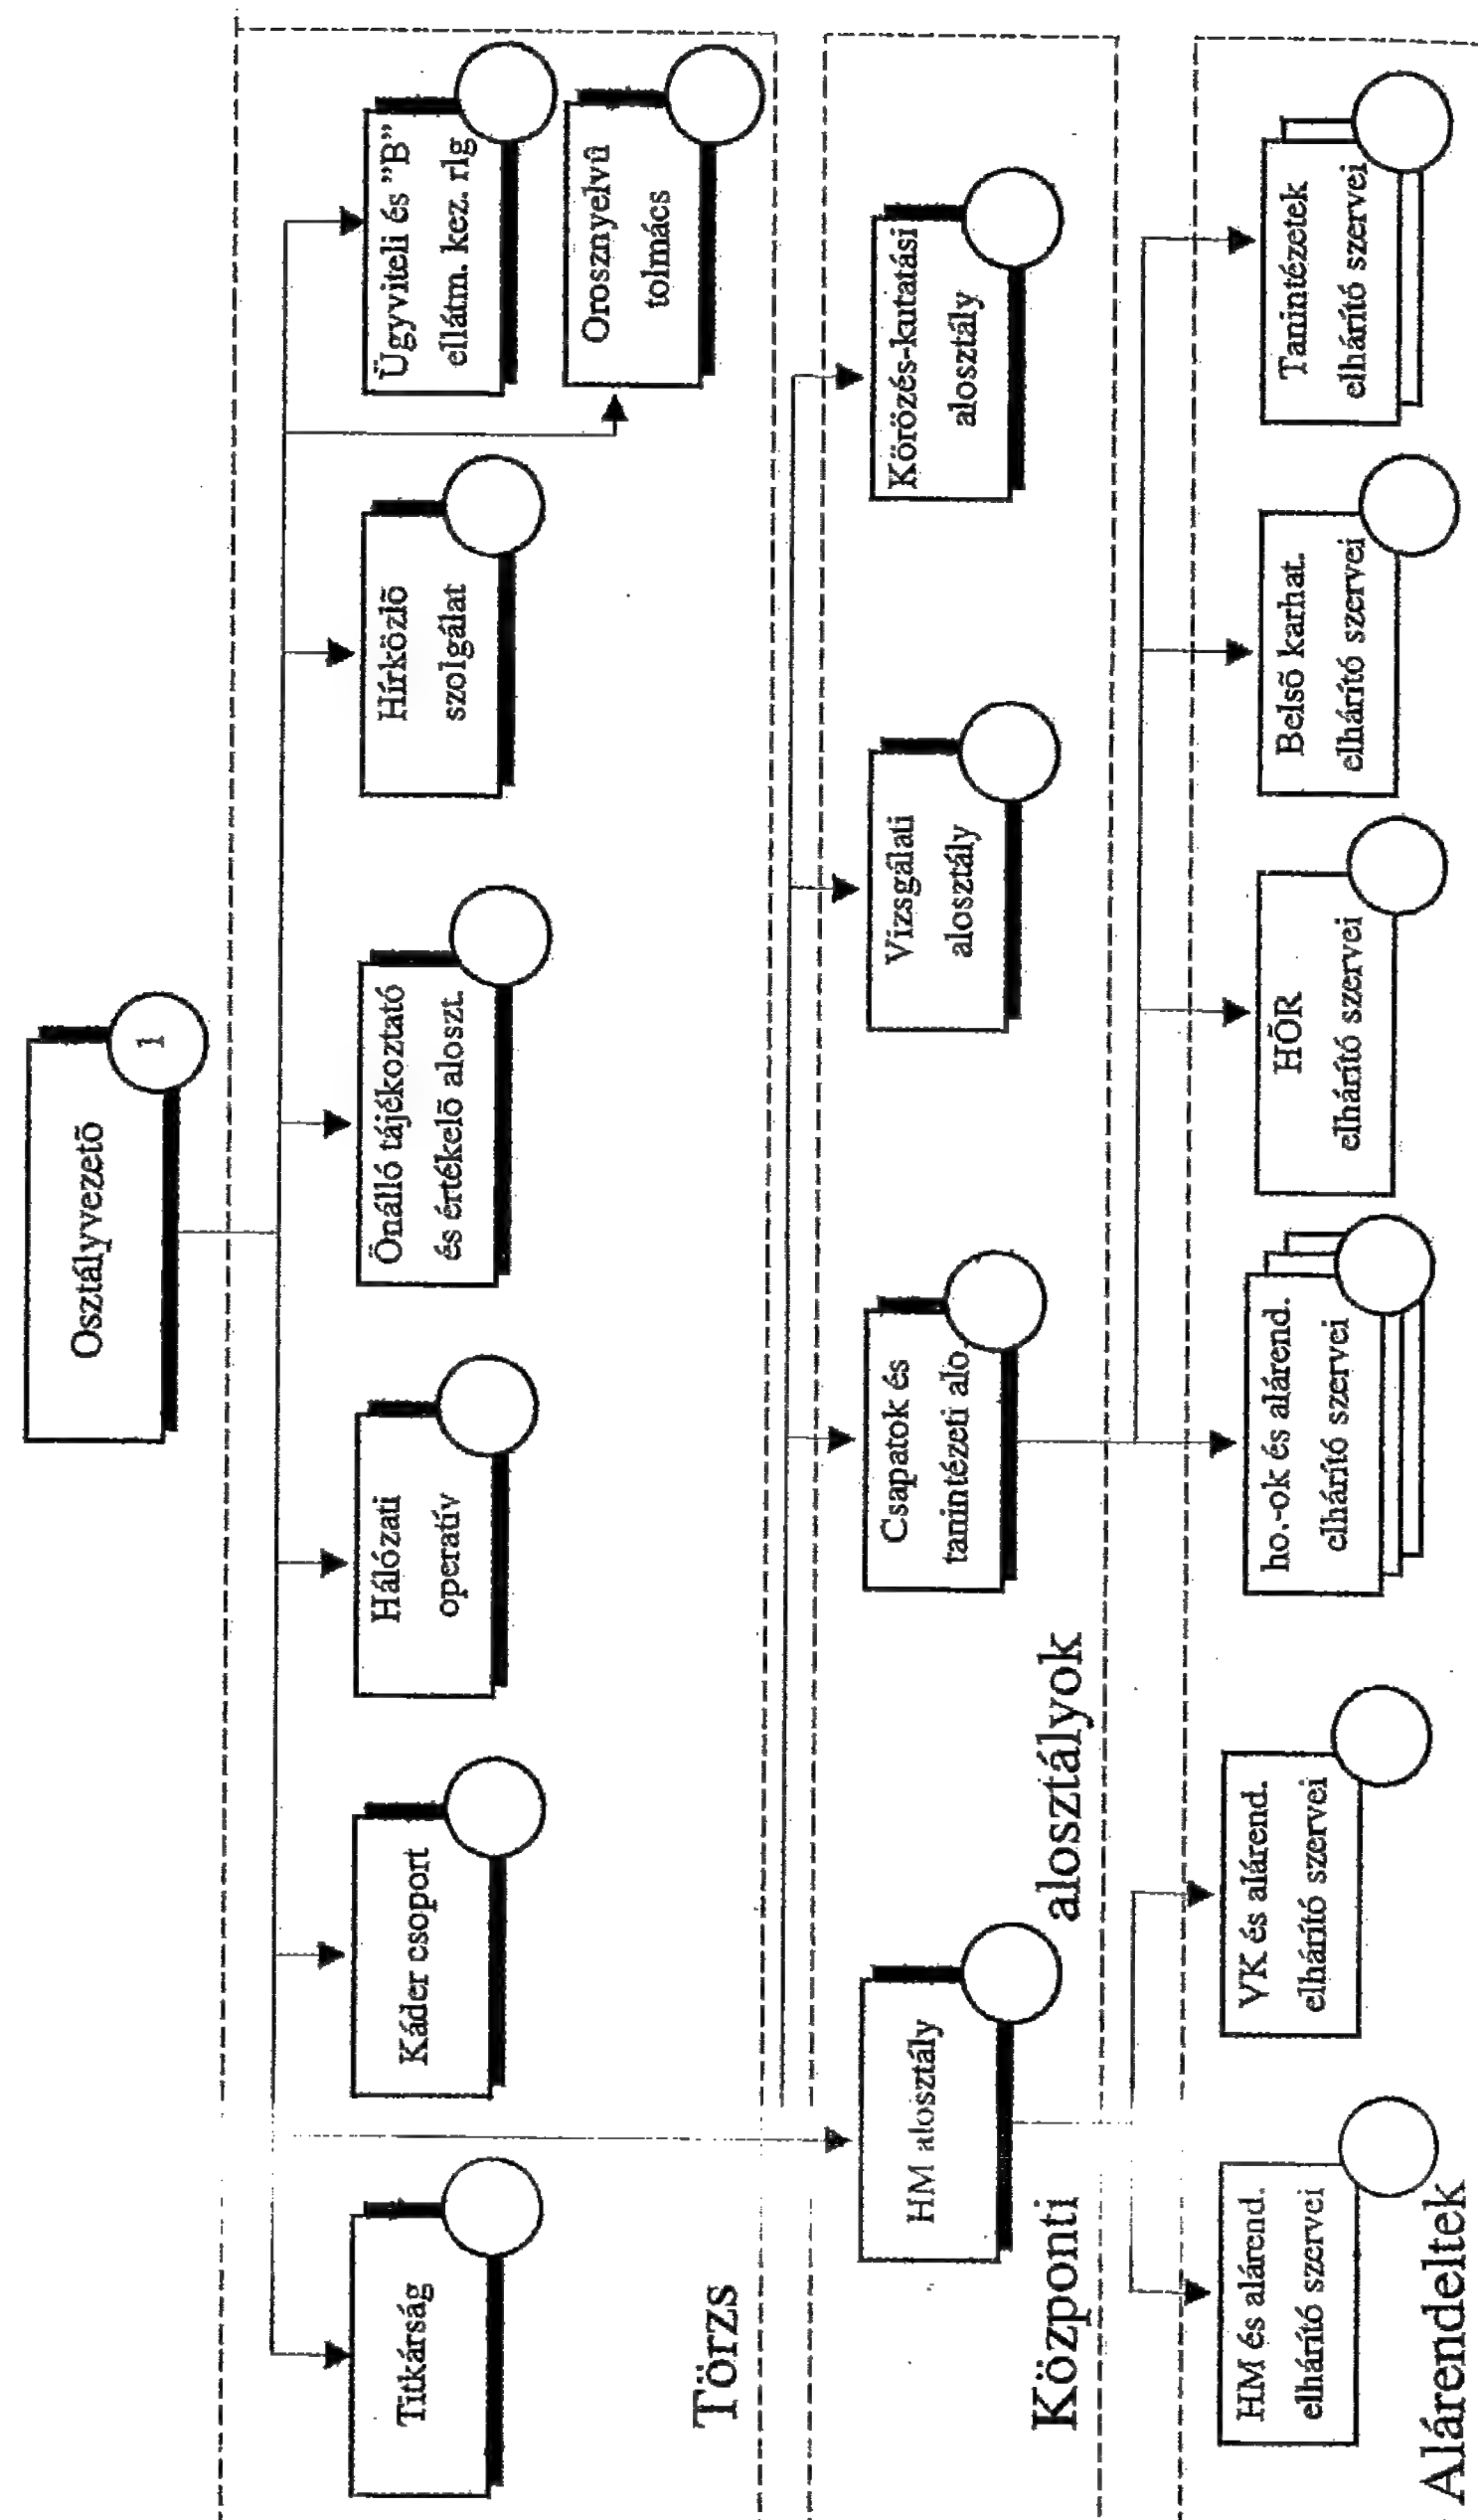 Osztályvezető
1
Titkárság
Káder csoport
Hálózati
operatív
Önálló tájékoztató
és értékelő aloszt.
Hírközlő
szolgálat
Ügyviteli és "B"
ellátm. kez. rlg
Orosznyelvű
tolmács
Törzs
HM alosztály
Csapatok és
tanintézeti alo.
Vizsgálati
alosztály
Körözés-kutatási
alosztály
Központi alosztályok
HM és alárend.
elhárító szervei
VK és alárend.
elhárító szervei
ho.-ok és alárend.
elhárító szervei
HŐR
elhárító szervei
Belső karhat.
elhárító szervei
Tanintézetek
elhárító szervei
Alárendeltek